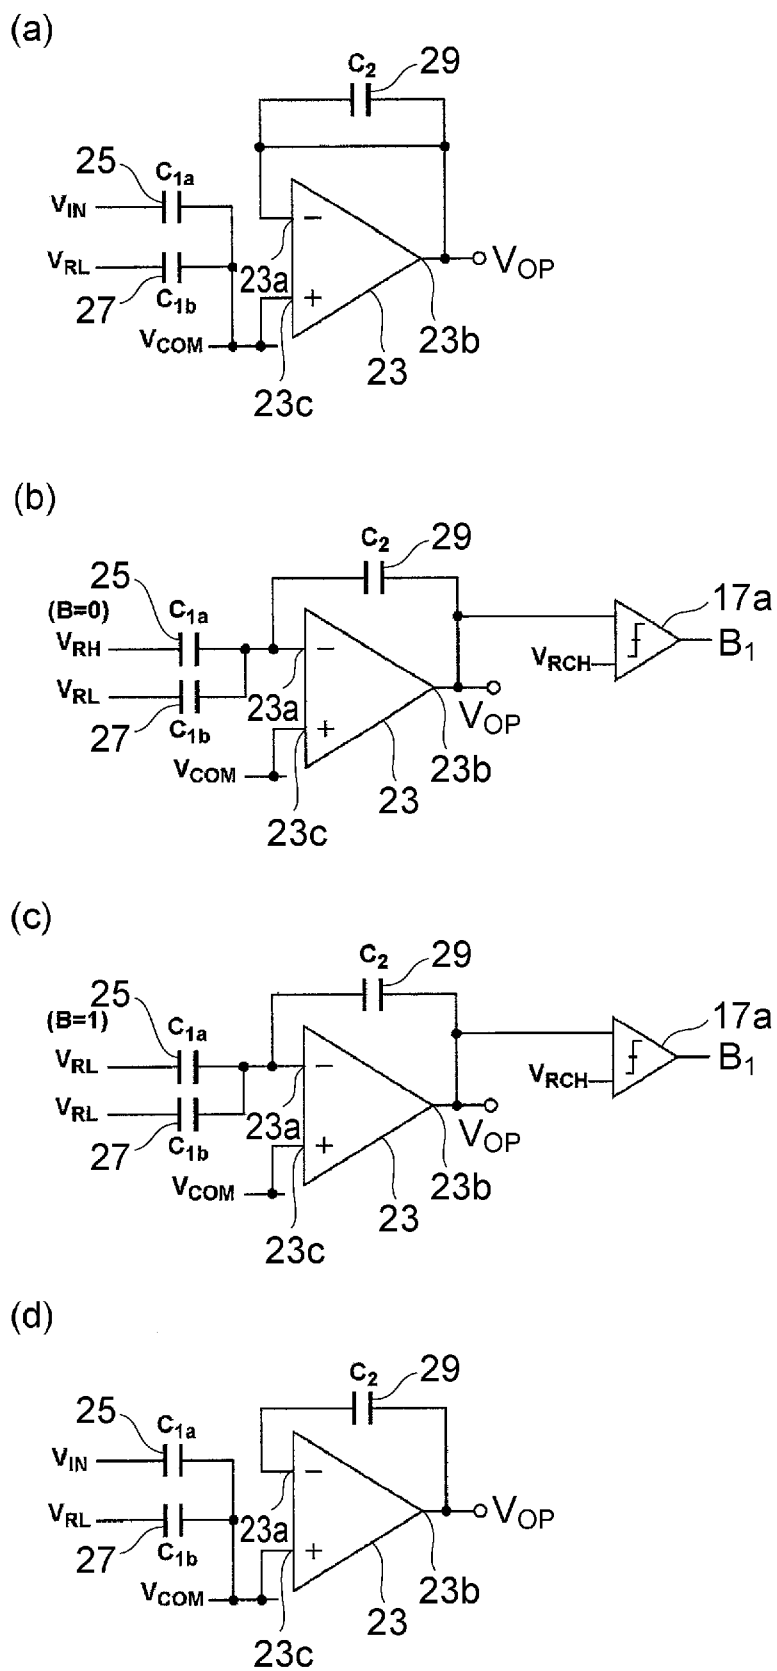 (a)
C2 29
25
C1a
VIN
VRL
23a
VOP
27
C1b
VCOM
23b
23
23c
(b)
C2 29
25
(B=0)
C1a
17a
VRH
VRCH
B1
VRL
23a
VOP
27
C1b
VCOM
23b
23
23c
(c)
C2 29
25
(B=1)
C1a
17a
VRL
VRCH
B1
VRL
23a
VOP
27
C1b
VCOM
23b
23
23c
(d)
C2 29
25
C1a
VIN
VRL
23a
VOP
27
C1b
VCOM
23b
23
23c